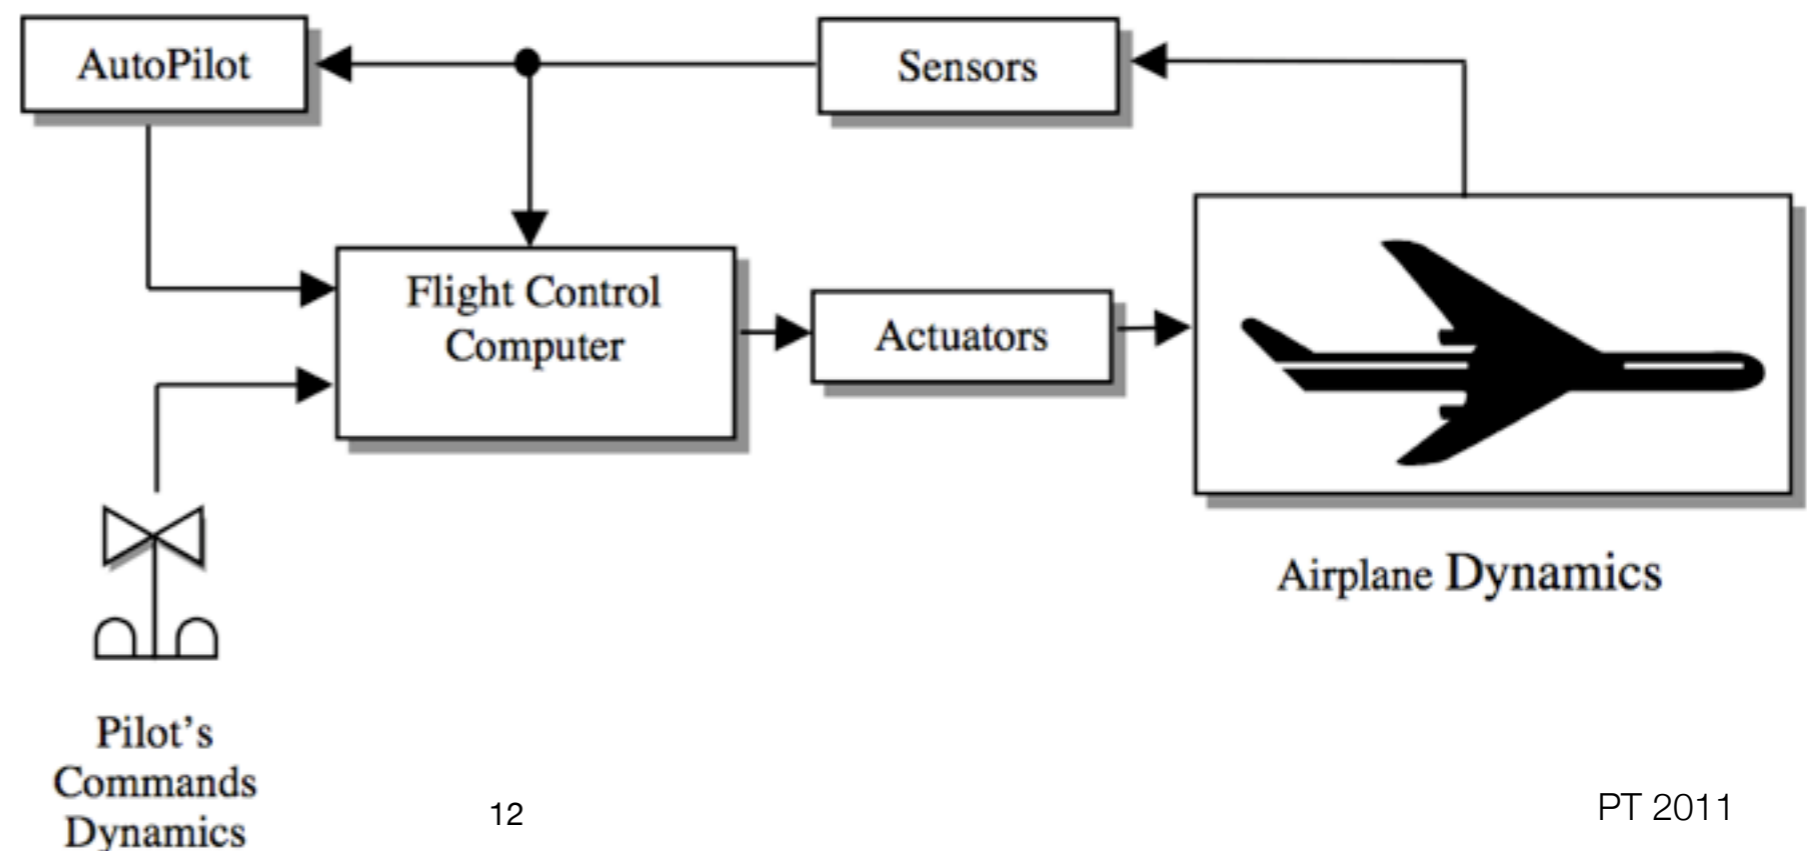 AutoPilot
Sensors
Flight Control
Computer
Actuators
Airplane Dynamics
Pilot's
Commands
Dynamics
12
PT 2011